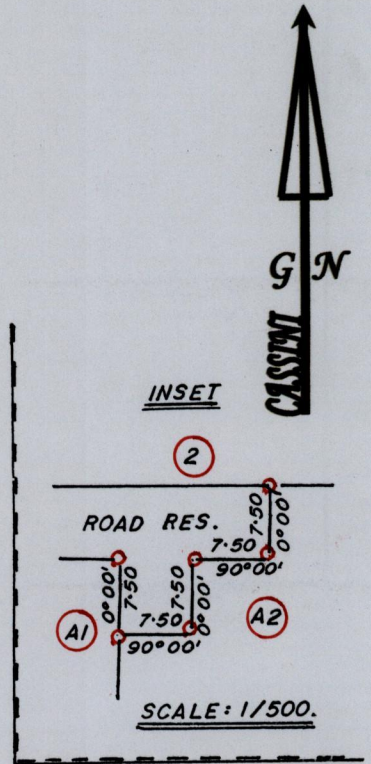 G N
CASSINI
INSET
2
7·50
0°00'
ROAD RES.
7·50
90°00'
0°00'
7·50
7·50
0°00'
A1
7·50
90°00'
A2
SCALE: 1/500.